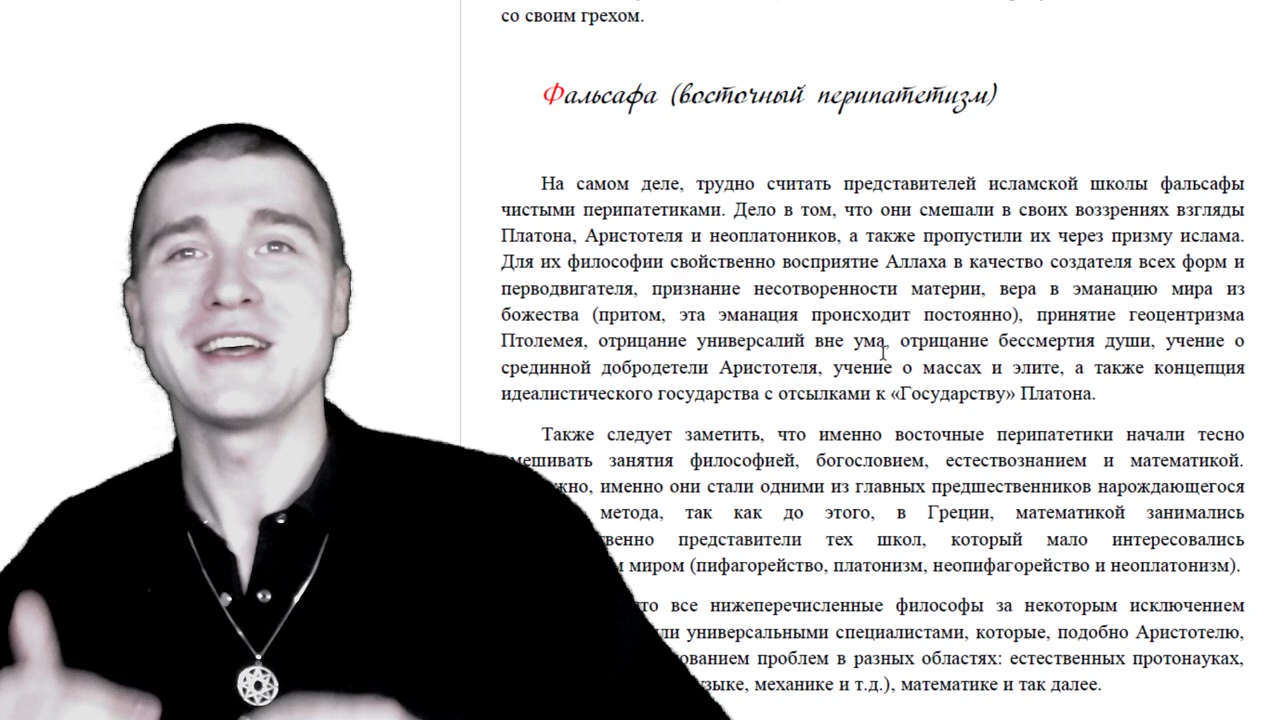 со своим грехом.
Фальсафа (восточный перипатетизм)
На самом деле, трудно считать представителей исламской школы фальсафы
чистыми перипатетиками. Дело в том, что они смешали в своих воззрениях взгляды
Платона, Аристотеля и неоплатоников, а также пропустили их через призму ислама.
Для их философии свойственно восприятие Аллаха в качество создателя всех форм и
перводвигателя, признание несотворенности материи, вера в эманацию мира из
божества (притом, эта эманация происходит постоянно), принятие геоцентризма
Птолемея, отрицание универсалий вне ума, отрицание бессмертия души, учение о
срединной добродетели Аристотеля, учение о массах и элите, а также концепция
идеалистического государства с отсылками к «Государству» Платона.
Также следует заметить, что именно восточные перипатетики начали тесно
смешивать занятия философией, богословием, естествознанием и математикой.
именно они стали одними из главных предшественников нарождающегося
метода, так как до этого, в Греции, математикой занимались
представители тех школ, который мало интересовались
миром (пифагорейство, платонизм, неопифагорейство и неоплатонизм).
все нижеперечисленные философы за некоторым исключением
универсальными специалистами, которые, подобно Аристотелю,
проблем в разных областях: естественных протонауках,
механике и т.д.), математике и так далее.